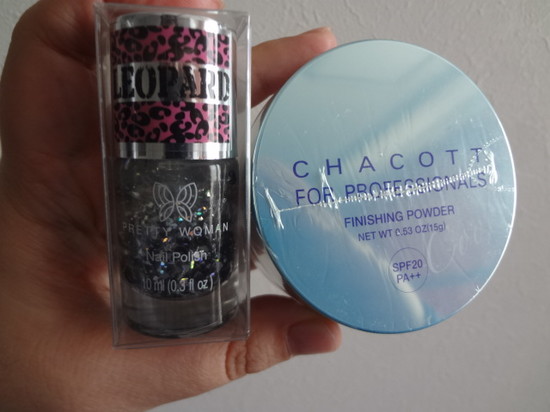 LEOPARD
PRETTY WOMAN
Nail Polish
10 ml (0.3 fl oz)
CHACOTT
FOR PROFESSIONALS
FINISHING POWDER
NET WT 0.53 OZ(15g)
SPF20
PA++